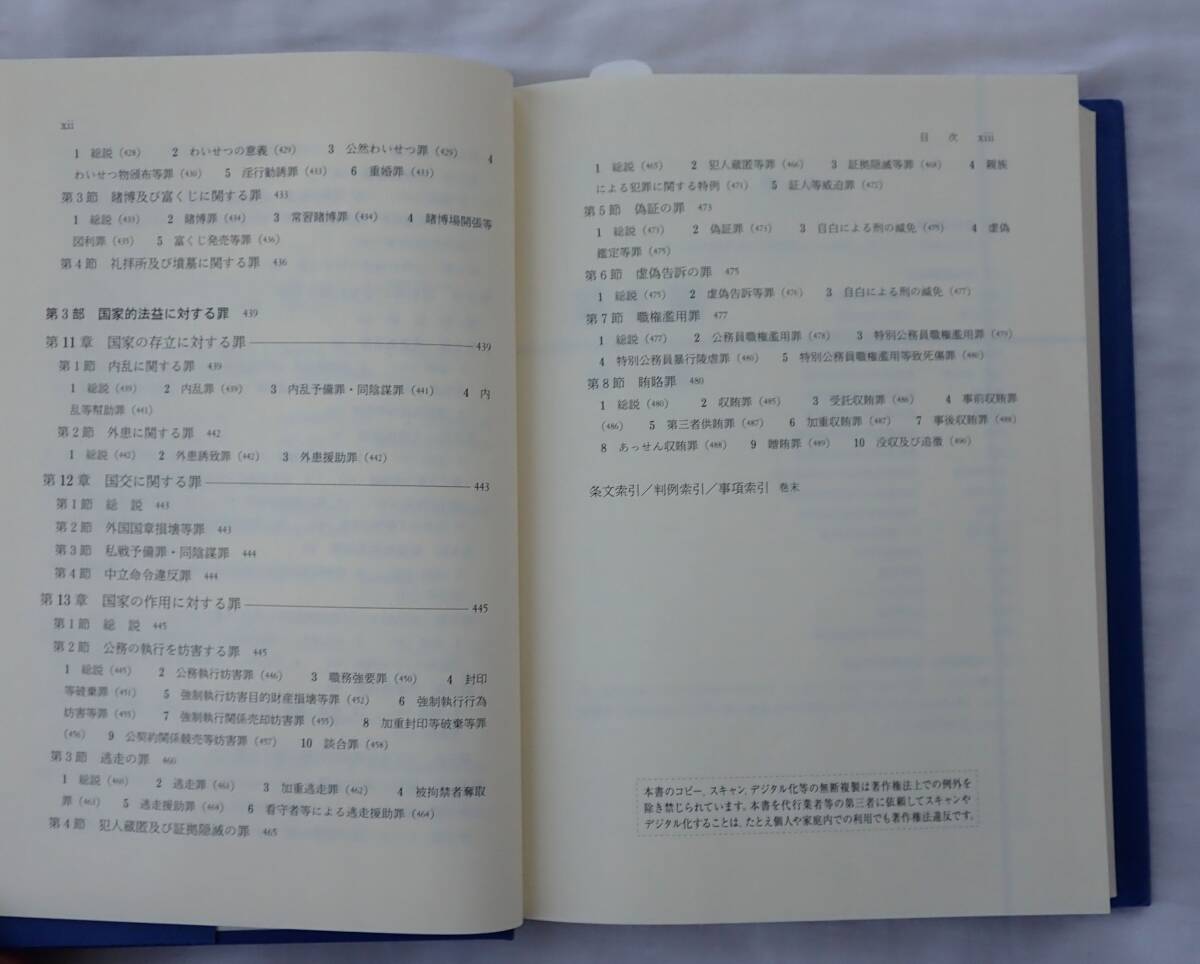 xii
1 総説(428) 2 わいせつの意義(429) 3 公然わいせつ罪(429) 4
わいせつ物頒布等罪(430) 5 淫行勧誘罪(433) 6 重婚罪(433)
第3節 賭博及び富くじに関する罪 433
1 総説(433) 2 賭博罪(434) 3 常習賭博罪(434) 4 賭博場開張等
図利罪(435) 5 富くじ発売等罪(436)
第4節 礼拝所及び墳墓に関する罪 436
第3部 国家的法益に対する罪 439
第11章 国家の存立に対する罪 439
第1節 内乱に関する罪 439
1 総説(439) 2 内乱罪(439) 3 内乱予備罪・同陰謀罪(441) 4 内
乱等幇助罪(441)
第2節 外患に関する罪 442
1 総説(442) 2 外患誘致罪(442) 3 外患援助罪(442)
第12章 国交に関する罪 443
第1節 総説 443
第2節 外国国章損壊等罪 443
第3節 私戦予備罪・同陰謀罪 444
第4節 中立命令違反罪 444
第13章 国家の作用に対する罪 445
第1節 総説 445
第2節 公務の執行を妨害する罪 445
1 総説(445) 2 公務執行妨害罪(446) 3 職務強要罪(450) 4 封印
等破棄罪(451) 5 強制執行妨害目的財産損壊等罪(452) 6 強制執行行為
妨害等罪(455) 7 強制執行関係売却妨害罪(455) 8 加重封印等破棄等罪
(456) 9 公契約関係競売等妨害罪(457) 10 談合罪(458)
第3節 逃走の罪 460
1 総説(460) 2 逃走罪(461) 3 加重逃走罪(462) 4 被拘禁者奪取
罪(463) 5 逃走援助罪(464) 6 看守者等による逃走援助罪(464)
第4節 犯人蔵匿及び証拠隠滅の罪 465
目 次 xiii
1 総説(465) 2 犯人蔵匿等罪(466) 3 証拠隠滅等罪(468) 4 親族
による犯罪に関する特例(471) 5 証人等威迫罪(472)
第5節 偽証の罪 473
1 総説(473) 2 偽証罪(473) 3 自白による刑の減免(475) 4 虚偽
鑑定等罪(475)
第6節 虚偽告訴の罪 475
1 総説(475) 2 虚偽告訴等罪(476) 3 自白による刑の減免(477)
第7節 職権濫用罪 477
1 総説(477) 2 公務員職権濫用罪(478) 3 特別公務員職権濫用罪(479)
4 特別公務員暴行陵虐罪(480) 5 特別公務員職権濫用等致死傷罪(480)
第8節 賄賂罪 480
1 総説(480) 2 収賄罪(485) 3 受託収賄罪(486) 4 事前収賄罪
(486) 5 第三者供賄罪(487) 6 加重収賄罪(487) 7 事後収賄罪(488)
8 あっせん収賄罪(488) 9 贈賄罪(489) 10 没収及び追徴(490)
条文索引/判例索引/事項索引 巻末
本書のコピー、スキャン、デジタル化等の無断複製は著作権法上での例外を
除き禁じられています。本書を代行業者等の第三者に依頼してスキャンや
デジタル化することは、たとえ個人や家庭内での利用でも著作権法違反です。